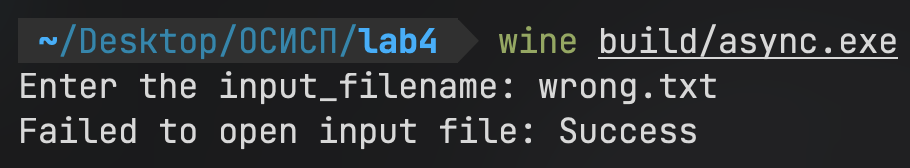 ~/Desktop/ОСИСП/lab4 wine build/async.exe
Enter the input_filename: wrong.txt
Failed to open input file: Success